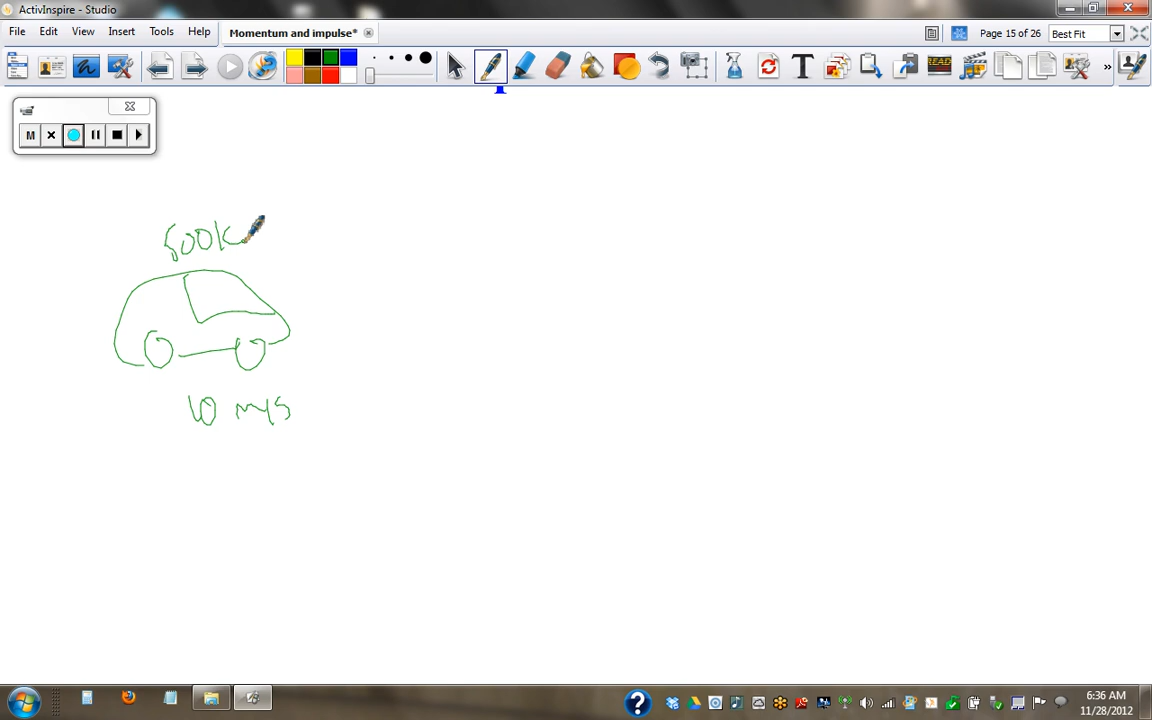 ActivInspire - Studio
File Edit View Insert Tools Help Momentum and impulse* Page 15 of 26 Best Fit
M
500K
10 m/s
6:36 AM
11/28/2012